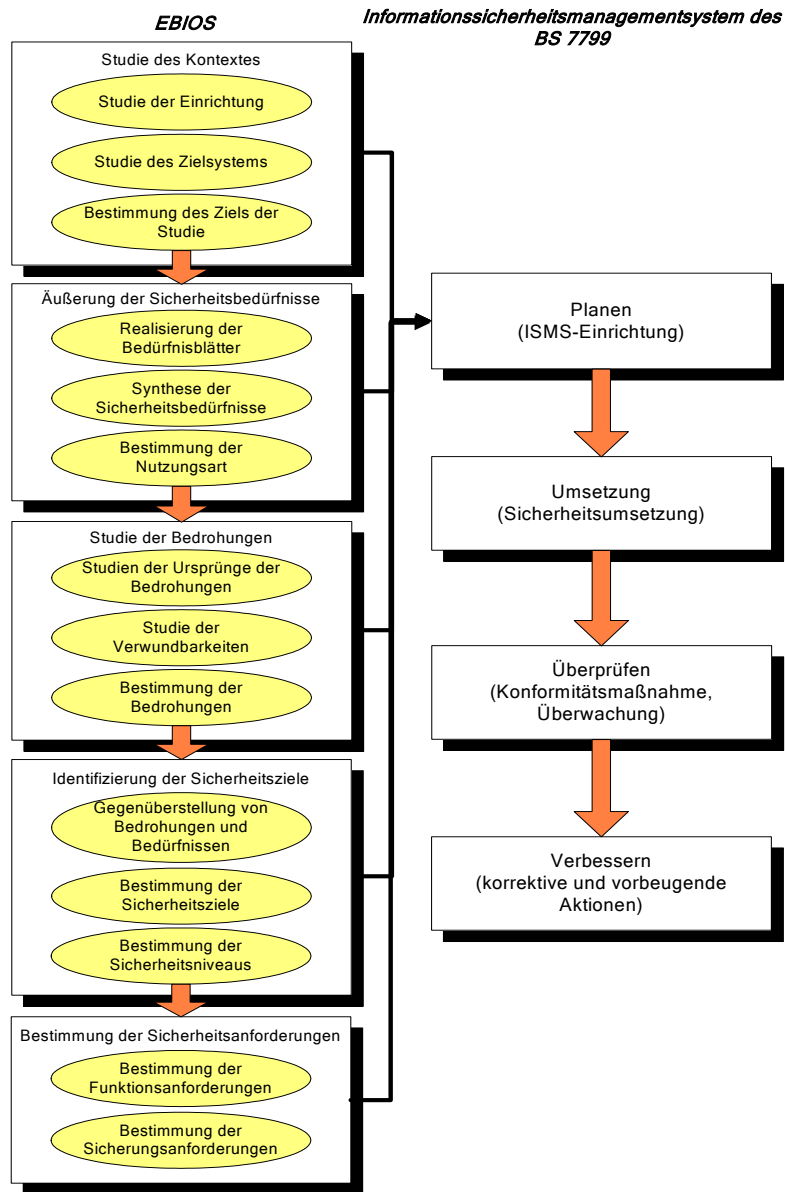 EBIOS
Informationssicherheitsmanagementsystem des
BS 7799
Studie des Kontextes
Studie der Einrichtung
Studie des Zielsystems
Bestimmung des Ziels der
Studie
Äußerung der Sicherheitsbedürfnisse
Realisierung der
Bedürfnisblätter
Synthese der
Sicherheitsbedürfnisse
Bestimmung der
Nutzungsart
Studie der Bedrohungen
Studien der Ursprünge der
Bedrohungen
Studie der
Verwundbarkeiten
Bestimmung der
Bedrohungen
Identifizierung der Sicherheitsziele
Gegenüberstellung von
Bedrohungen und
Bedürfnissen
Bestimmung der
Sicherheitsziele
Bestimmung der
Sicherheitsniveaus
Bestimmung der Sicherheitsanforderungen
Bestimmung der
Funktionsanforderungen
Bestimmung der
Sicherungsanforderungen
Planen
(ISMS-Einrichtung)
Umsetzung
(Sicherheitsumsetzung)
Überprüfen
(Konformitätsmaßnahme,
Überwachung)
Verbessern
(korrektive und vorbeugende
Aktionen)